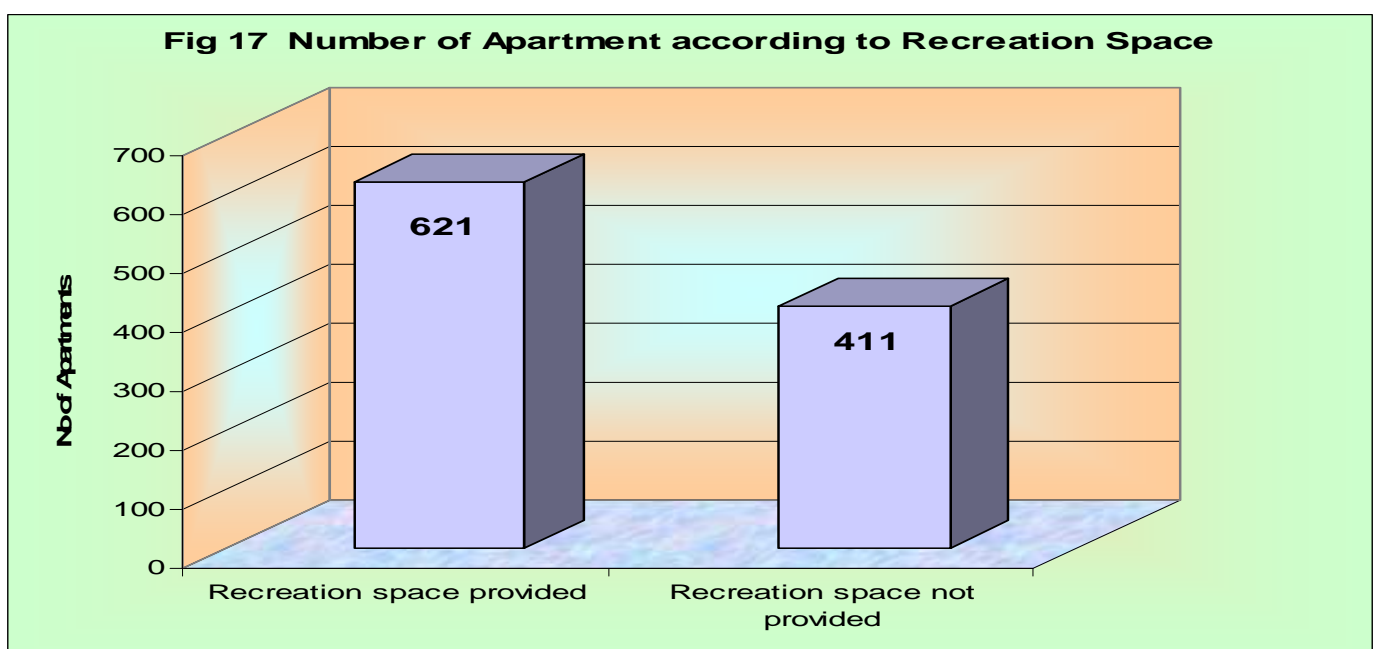 Fig 17 Number of Apartment according to Recreation Space
No of Apartments
700
600
500
400
300
200
100
0
621
411
Recreation space provided
Recreation space not
provided